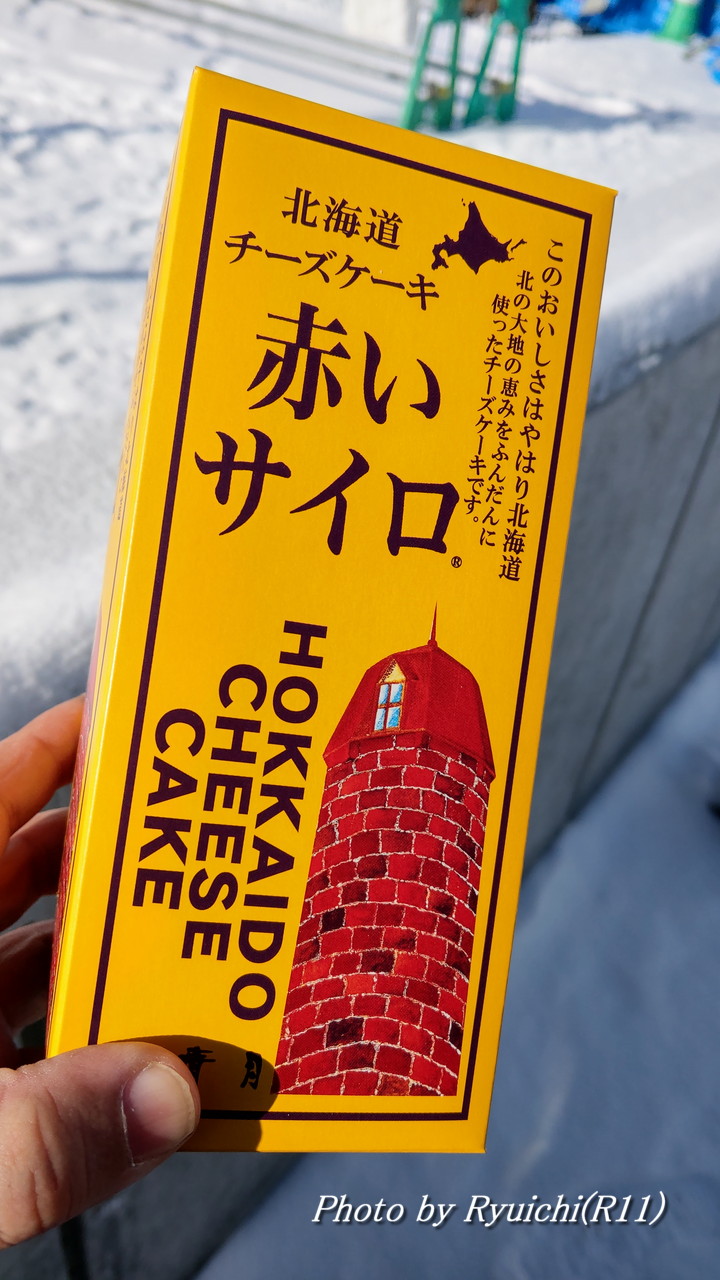 北海道
チーズケーキ
赤い
サイロ®
このおいしさはやはり北海道
北の大地の恵みをふんだんに
使ったチーズケーキです。
HOKKAIDO
CHEESE
CAKE
Photo by Ryuichi(R11)